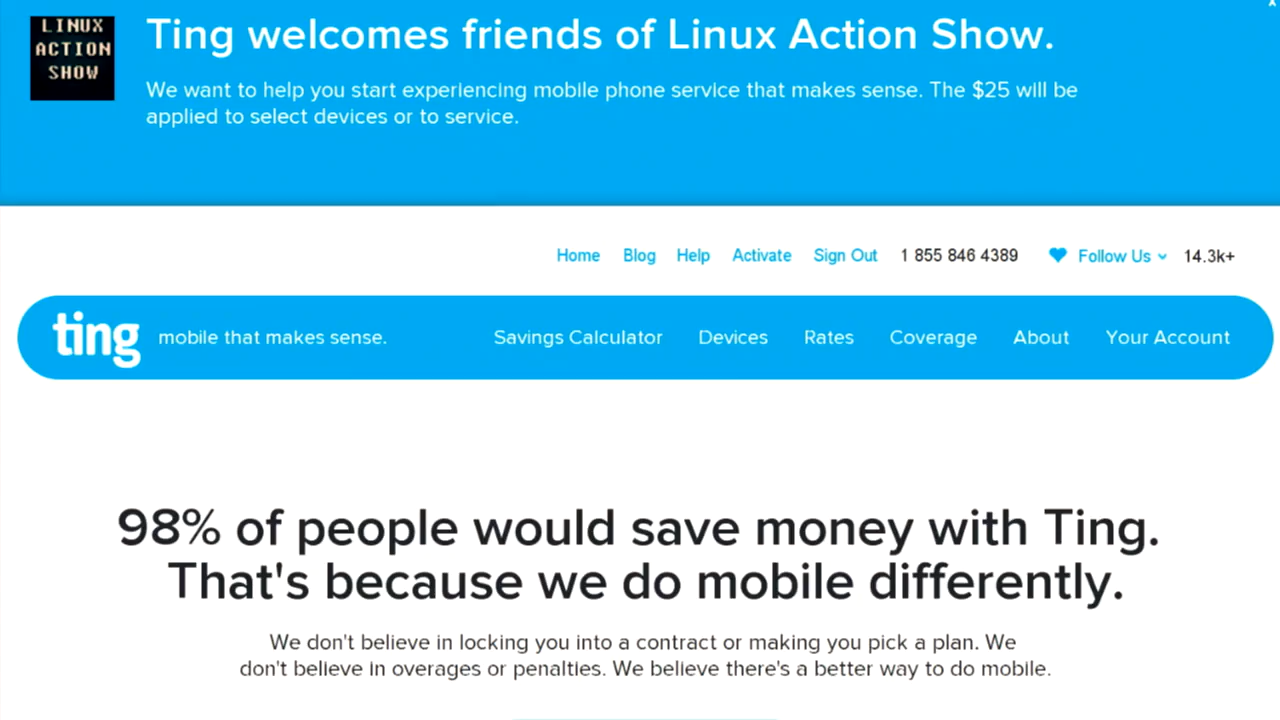 LINUX
ACTION
SHOW
Ting welcomes friends of Linux Action Show.
We want to help you start experiencing mobile phone service that makes sense. The $25 will be
applied to select devices or to service.
x
Home Blog Help Activate Sign Out 1 855 846 4389 Follow Us 14.3k+
ting mobile that makes sense. Savings Calculator Devices Rates Coverage About Your Account
98% of people would save money with Ting.
That's because we do mobile differently.
We don't believe in locking you into a contract or making you pick a plan. We
don't believe in overages or penalties. We believe there's a better way to do mobile.